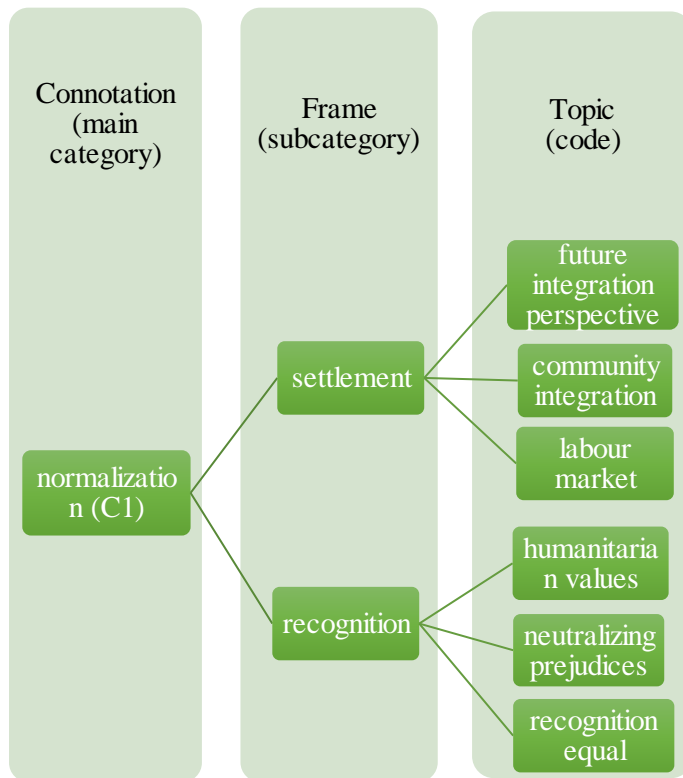 Connotation
(main
category)
Frame
(subcategory)
Topic
(code)
future
integration
perspective
settlement
community
integration
labour
market
normalizatio
n (C1)
humanitaria
n values
recognition
neutralizing
prejudices
recognition
equal